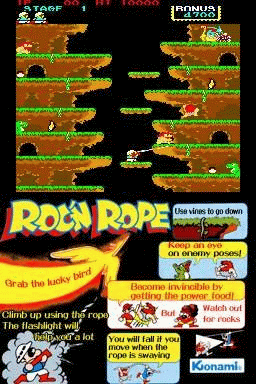 00 HI 10000
STAGE 1
BONUS
4700
ROC'N ROPE
Use vines to go down
Keep an eye
on enemy poses!
Grab the lucky bird
Become invincible by
getting the power food!
But
Watch out
for rocks
Climb up using the rope
The flashlight will
help you a lot
You will fall if you
move when the
rope is swaying
Konami